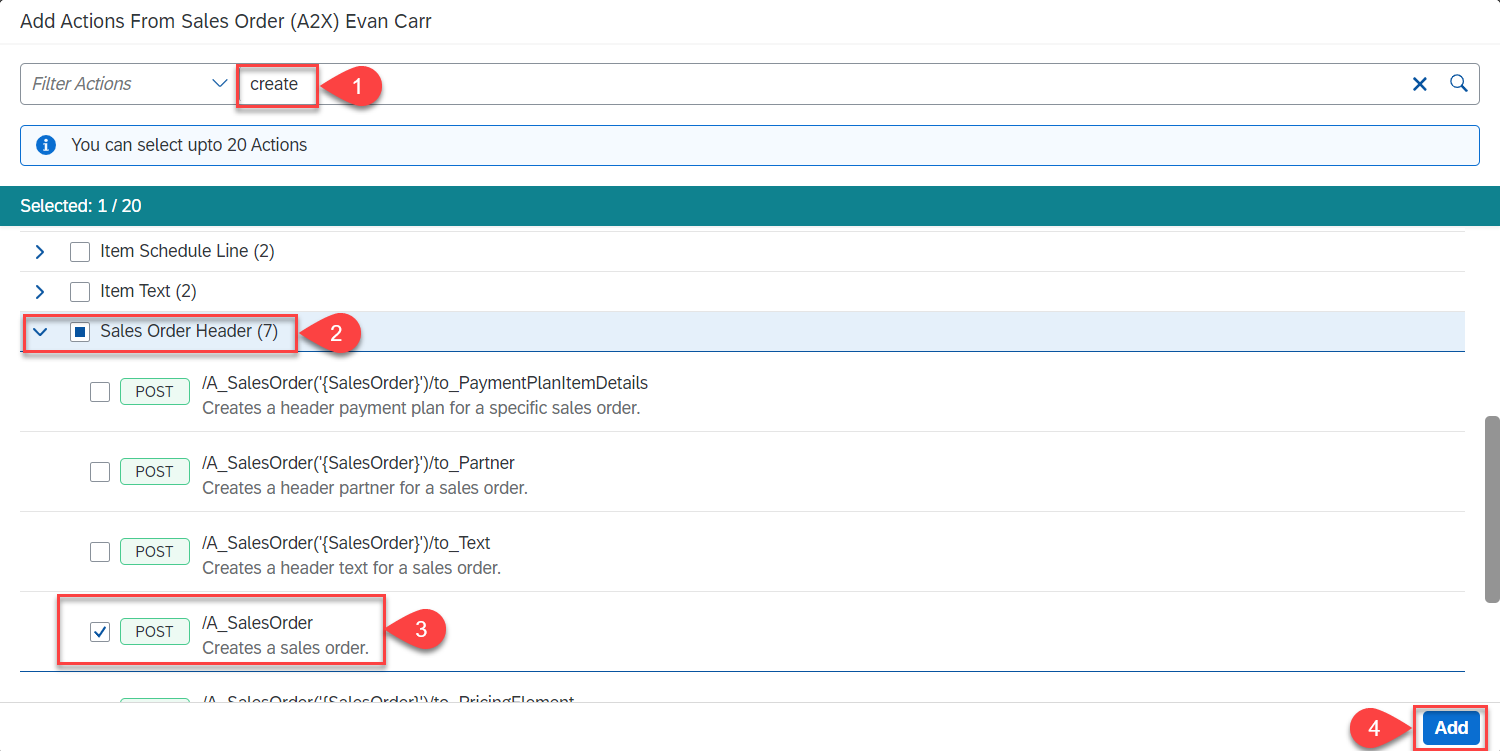 Add Actions From Sales Order (A2X) Evan Carr
Filter Actions create 1
You can select upto 20 Actions
Selected: 1 / 20
Item Schedule Line (2)
Item Text (2)
Sales Order Header (7) 2
/A_SalesOrder('{SalesOrder}')/to_PaymentPlanItemDetails
POST
Creates a header payment plan for a specific sales order.
/A_SalesOrder('{SalesOrder}')/to_Partner
POST
Creates a header partner for a sales order.
/A_SalesOrder('{SalesOrder}')/to_Text
POST
Creates a header text for a sales order.
/A_SalesOrder
POST 3
Creates a sales order.
/A_SalesOrder('{SalesOrder}')/to_PricingElement
4 Add